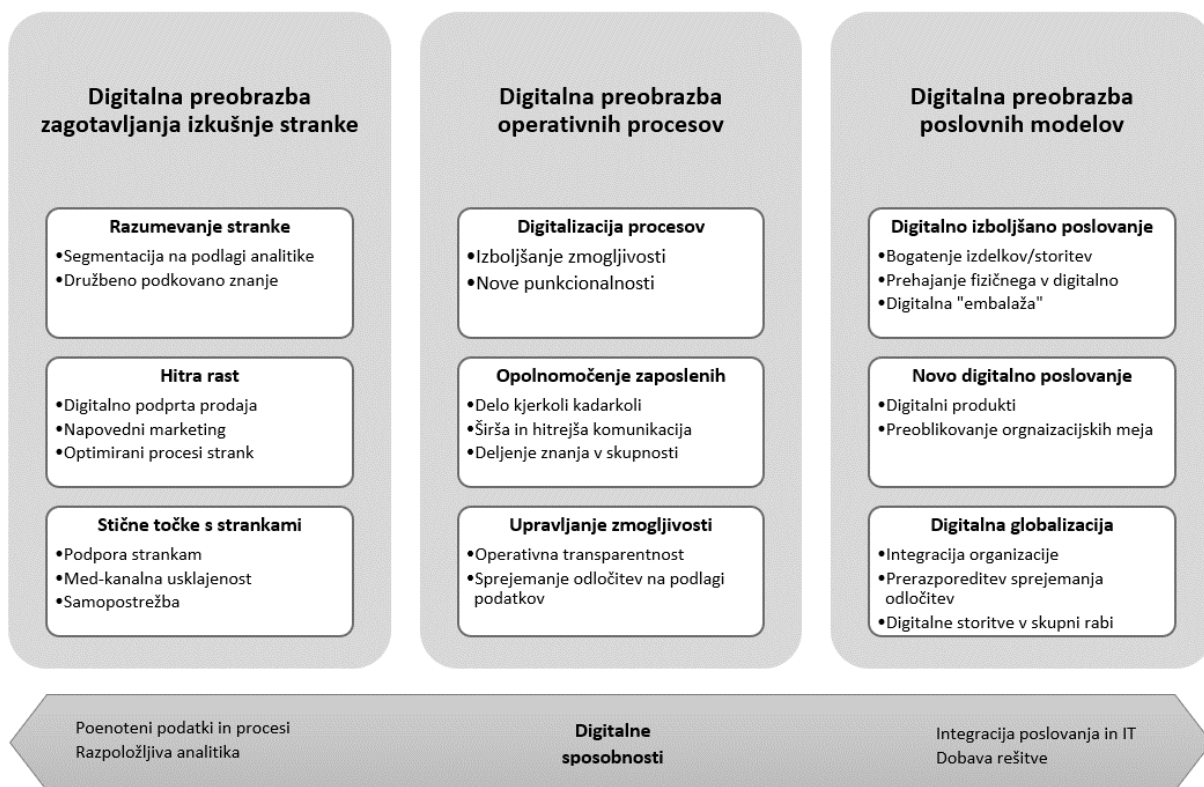 Digitalna preobrazba
zagotavljanja izkušnje stranke
Razumevanje stranke
•Segmentacija na podlagi analitike
•Družbeno podkovano znanje
Hitra rast
•Digitalno podprta prodaja
•Napovedni marketing
•Optimirani procesi strank
Stične točke s strankami
•Podpora strankam
•Med-kanalna usklajenost
•Samopostrežba
Digitalna preobrazba
operativnih procesov
Digitalizacija procesov
•Izboljšanje zmogljivosti
•Nove punkcionalnosti
Opolnomočenje zaposlenih
•Delo kjerkoli kadarkoli
•Širša in hitrejša komunikacija
•Deljenje znanja v skupnosti
Upravljanje zmogljivosti
•Operativna transparentnost
•Sprejemanje odločitev na podlagi
podatkov
Digitalna preobrazba
poslovnih modelov
Digitalno izboljšano poslovanje
•Bogatenje izdelkov/storitev
•Prehajanje fizičnega v digitalno
•Digitalna "embalaža"
Novo digitalno poslovanje
•Digitalni produkti
•Preoblikovanje orgnaizacijskih meja
Digitalna globalizacija
•Integracija organizacije
•Prerazporeditev sprejemanja
odločitev
•Digitalne storitve v skupni rabi
Poenoteni podatki in procesi
Razpoložljiva analitika
Digitalne
sposobnosti
Integracija poslovanja in IT
Dobava rešitve